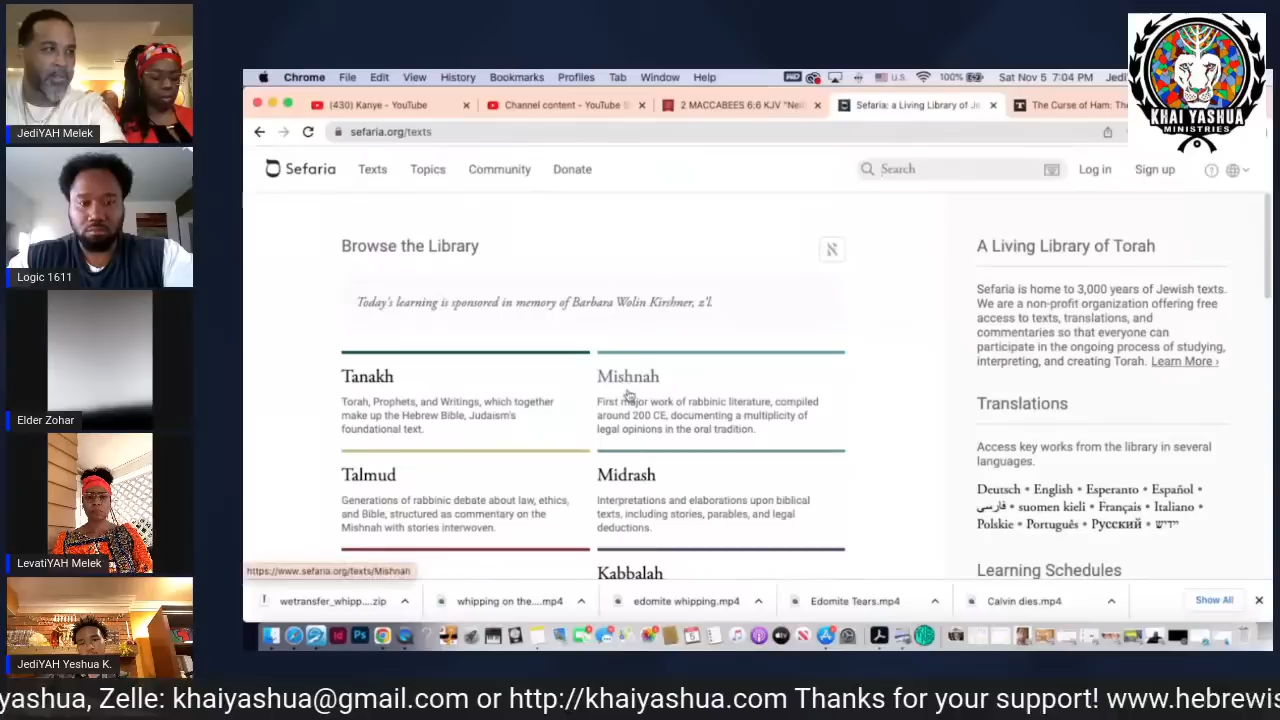 JediYAH Melek
Logic 1611
Elder Zohar
LevatiYAH Melek
JediYAH Yeshua K.
Chrome File Edit View History Bookmarks Profiles Tab Window Help
U.S. 100% Sat Nov 5 7:04 PM Jedi
(430) Kanye - YouTube
Channel content - YouTube S
2 MACCABEES 6:6 KJV "Neit
Sefaria: a Living Library of Je
The Curse of Ham: The
sefaria.org/texts
Sefaria Texts Topics Community Donate
Search
Log in
Sign up
Browse the Library
א
Today's learning is sponsored in memory of Barbara Wolin Kirshner, z'l.
Tanakh
Torah, Prophets, and Writings, which together
make up the Hebrew Bible, Judaism's
foundational text.
Mishnah
First major work of rabbinic literature, compiled
around 200 CE, documenting a multiplicity of
legal opinions in the oral tradition.
Talmud
Generations of rabbinic debate about law, ethics,
and Bible, structured as commentary on the
Mishnah with stories interwoven.
Midrash
Interpretations and elaborations upon biblical
texts, including stories, parables, and legal
deductions.
Kabbalah
A Living Library of Torah
Sefaria is home to 3,000 years of Jewish texts.
We are a non-profit organization offering free
access to texts, translations, and
commentaries so that everyone can
participate in the ongoing process of studying,
interpreting, and creating Torah. Learn More ›
Translations
Access key works from the library in several
languages.
Deutsch • English • Esperanto • Español •
فارسی • suomen kieli • Français • Italiano •
Polskie • Português • Русский • יידיש
Learning Schedules
https://www.sefaria.org/texts/Mishnah
wetransfer_whipp....zip
whipping on the....mp4
edomite whipping.mp4
Edomite Tears.mp4
Calvin dies.mp4
Show All
KHAI YASHUA
MINISTRIES
yashua, Zelle: khaiyashua@gmail.com or http://khaiyashua.com Thanks for your support! www.hebrewis